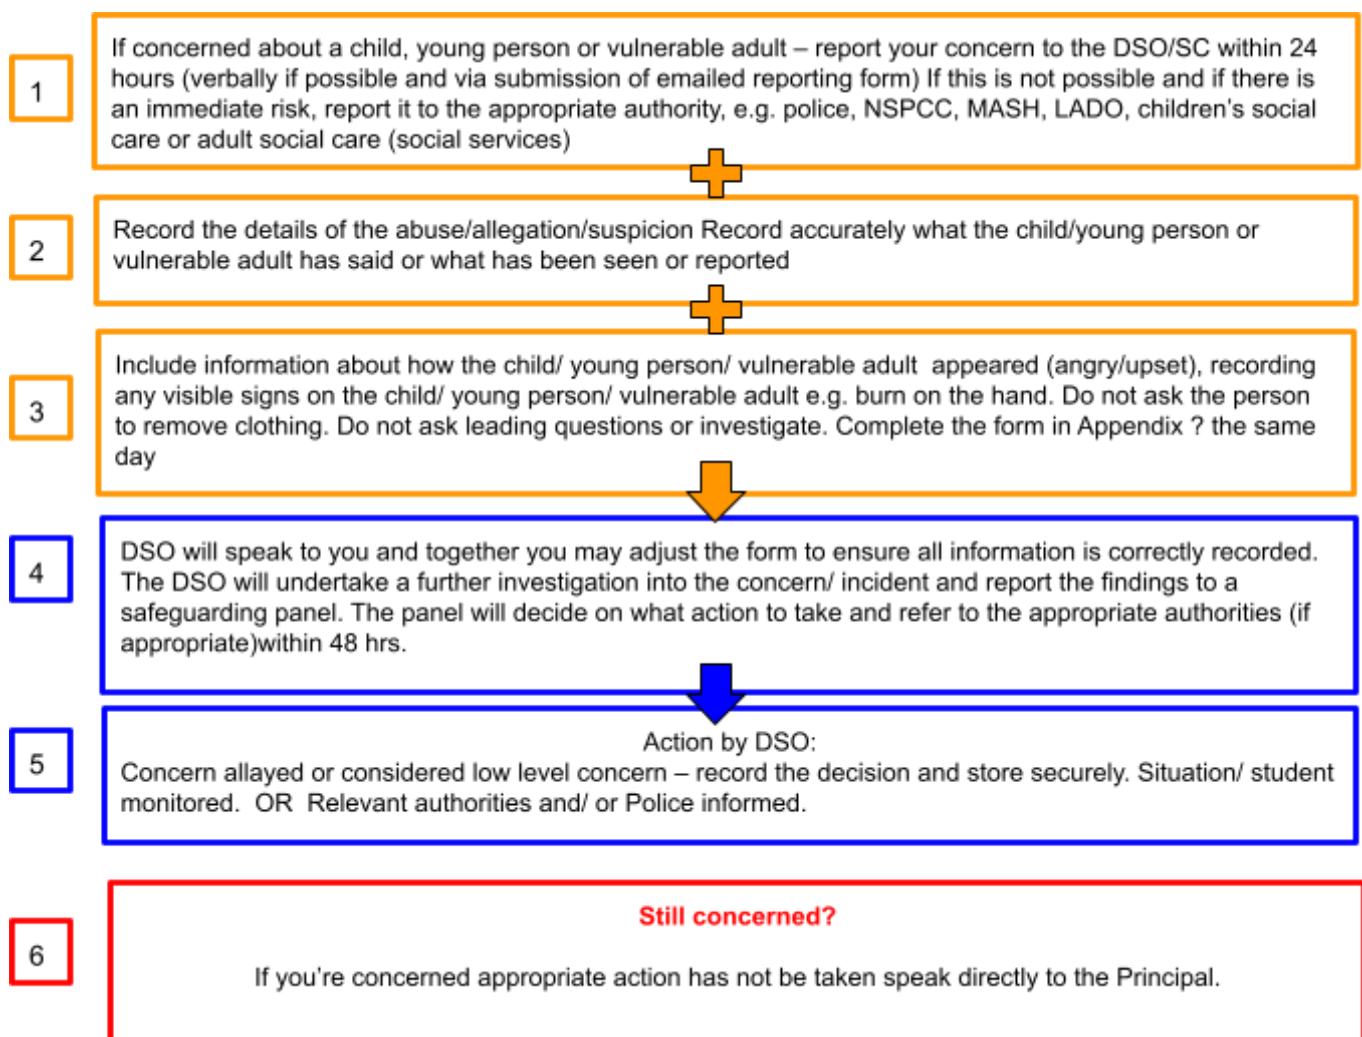 1
If concerned about a child, young person or vulnerable adult – report your concern to the DSO/SC within 24
hours (verbally if possible and via submission of emailed reporting form) If this is not possible and if there is
an immediate risk, report it to the appropriate authority, e.g. police, NSPCC, MASH, LADO, children’s social
care or adult social care (social services)
2
Record the details of the abuse/allegation/suspicion Record accurately what the child/young person or
vulnerable adult has said or what has been seen or reported
3
Include information about how the child/ young person/ vulnerable adult  appeared (angry/upset), recording
any visible signs on the child/ young person/ vulnerable adult e.g. burn on the hand. Do not ask the person
to remove clothing. Do not ask leading questions or investigate. Complete the form in Appendix ? the same
day
4
DSO will speak to you and together you may adjust the form to ensure all information is correctly recorded.
The DSO will undertake a further investigation into the concern/ incident and report the findings to a
safeguarding panel. The panel will decide on what action to take and refer to the appropriate authorities (if
appropriate)within 48 hrs.
5
Action by DSO:
Concern allayed or considered low level concern – record the decision and store securely. Situation/ student
monitored.  OR  Relevant authorities and/ or Police informed.
6
Still concerned?
If you’re concerned appropriate action has not be taken speak directly to the Principal.